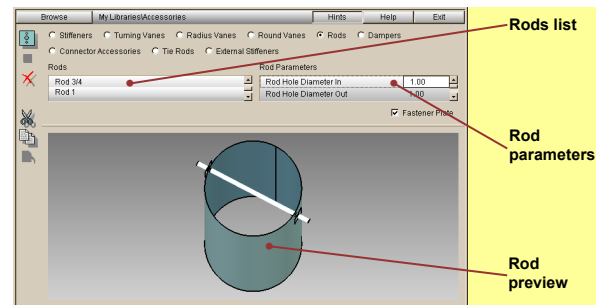 Browse My Libraries\Accessories Hints Help Exit
Stiffeners Turning Vanes Radius Vanes Round Vanes Rods Dampers
Connector Accessories Tie Rods External Stiffeners
Rods Rod Parameters
Rod 3/4 Rod Hole Diameter In 1.00
Rod 1 Rod Hole Diameter Out 1.00
Fastener Plate
Rods list
Rod
parameters
Rod
preview